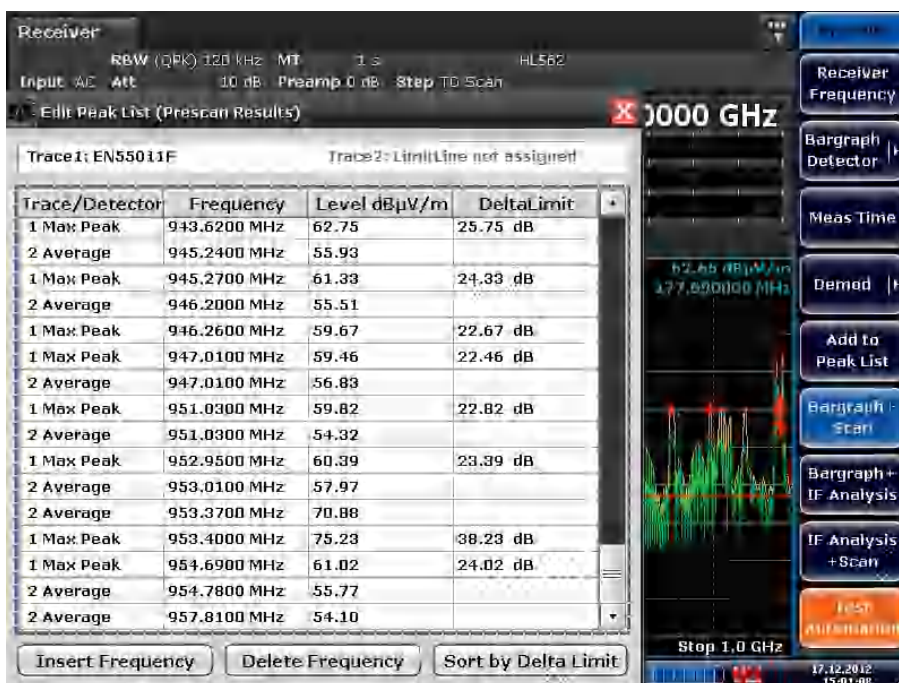 Receiver
RBW (QPK) 120 kHz MT 1 s HL562
Input AC Att 10 dB Preamp 0 dB Step TD Scan
Edit Peak List (Prescan Results)
X
0000 GHz
Trace1: EN55011F Trace2: LimitLine not assigned
Trace/Detector Frequency Level dBµV/m DeltaLimit
1 Max Peak 943.6200 MHz 62.75 25.75 dB
2 Average 945.2400 MHz 55.93
1 Max Peak 945.2700 MHz 61.33 24.33 dB
2 Average 946.2000 MHz 55.51
1 Max Peak 946.2600 MHz 59.67 22.67 dB
1 Max Peak 947.0100 MHz 59.46 22.46 dB
2 Average 947.0100 MHz 56.83
1 Max Peak 951.0300 MHz 59.82 22.82 dB
2 Average 951.0300 MHz 54.32
1 Max Peak 952.9500 MHz 60.39 23.39 dB
2 Average 953.0100 MHz 57.97
2 Average 953.3700 MHz 70.88
1 Max Peak 953.4000 MHz 75.23 38.23 dB
1 Max Peak 954.6900 MHz 61.02 24.02 dB
2 Average 954.7800 MHz 55.77
2 Average 957.8100 MHz 54.10
Insert Frequency Delete Frequency Sort by Delta Limit
dBµV/m
MHz
Stop 1.0 GHz
Receiver
Frequency
Bargraph
Detector
Meas Time
Demod
Add to
Peak List
Bargraph+
Scan
Bargraph+
IF Analysis
IF Analysis
+Scan
Test
Automation
17.12.2012
15:01:08